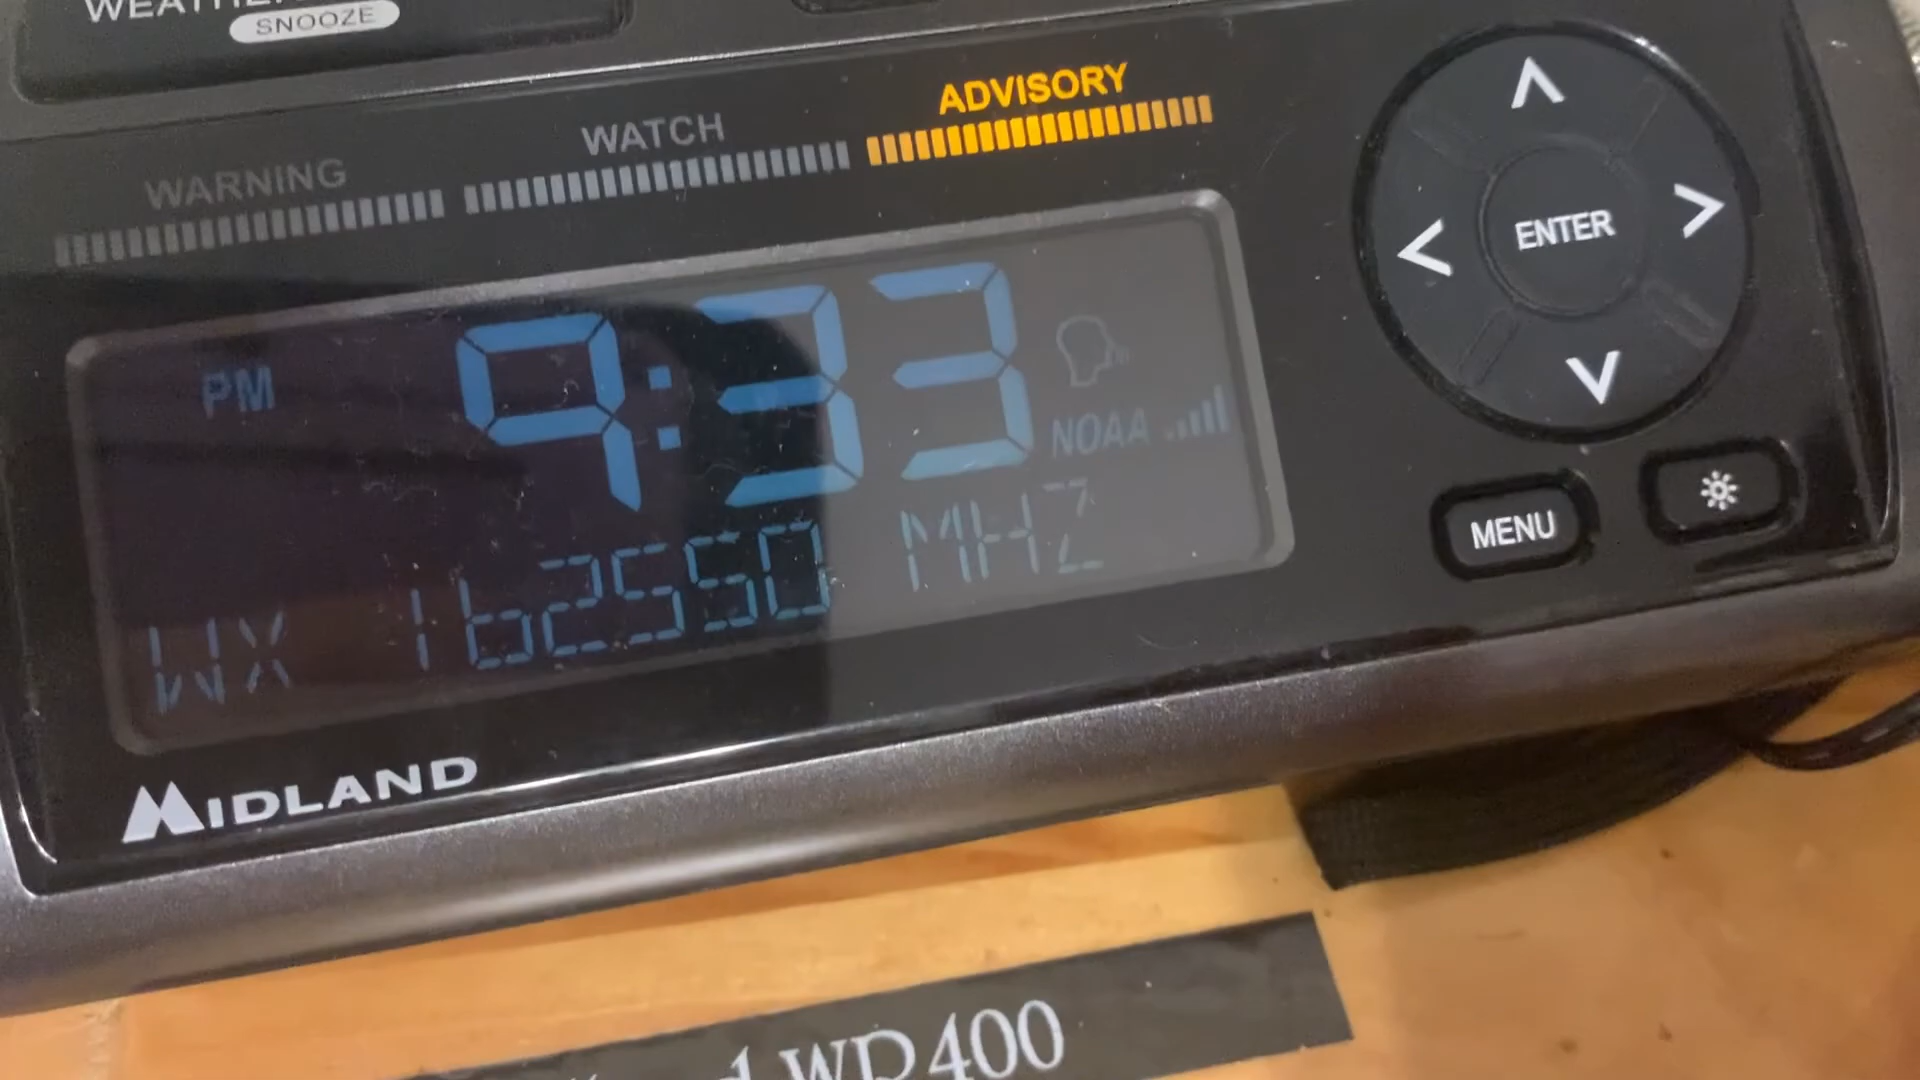 SNOOZE
WARNING
WATCH
ADVISORY
PM
9:33
NOAA
WX 162550 MHZ
ENTER
MENU
MIDLAND
WR400